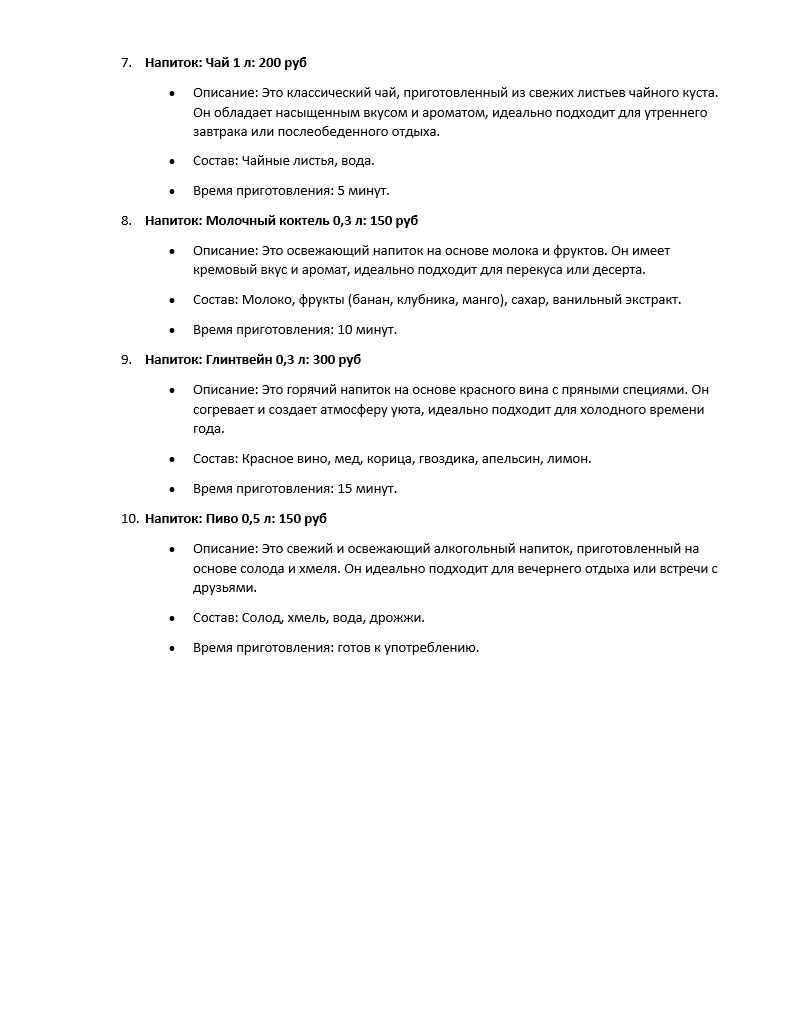 7. Напиток: Чай 1 л: 200 руб
• Описание: Это классический чай, приготовленный из свежих листьев чайного куста.
Он обладает насыщенным вкусом и ароматом, идеально подходит для утреннего
завтрака или послеобеденного отдыха.
• Состав: Чайные листья, вода.
• Время приготовления: 5 минут.
8. Напиток: Молочный коктель 0,3 л: 150 руб
• Описание: Это освежающий напиток на основе молока и фруктов. Он имеет
кремовый вкус и аромат, идеально подходит для перекуса или десерта.
• Состав: Молоко, фрукты (банан, клубника, манго), сахар, ванильный экстракт.
• Время приготовления: 10 минут.
9. Напиток: Глинтвейн 0,3 л: 300 руб
• Описание: Это горячий напиток на основе красного вина с пряными специями. Он
согревает и создает атмосферу уюта, идеально подходит для холодного времени
года.
• Состав: Красное вино, мед, корица, гвоздика, апельсин, лимон.
• Время приготовления: 15 минут.
10. Напиток: Пиво 0,5 л: 150 руб
• Описание: Это свежий и освежающий алкогольный напиток, приготовленный на
основе солода и хмеля. Он идеально подходит для вечернего отдыха или встречи с
друзьями.
• Состав: Солод, хмель, вода, дрожжи.
• Время приготовления: готов к употреблению.